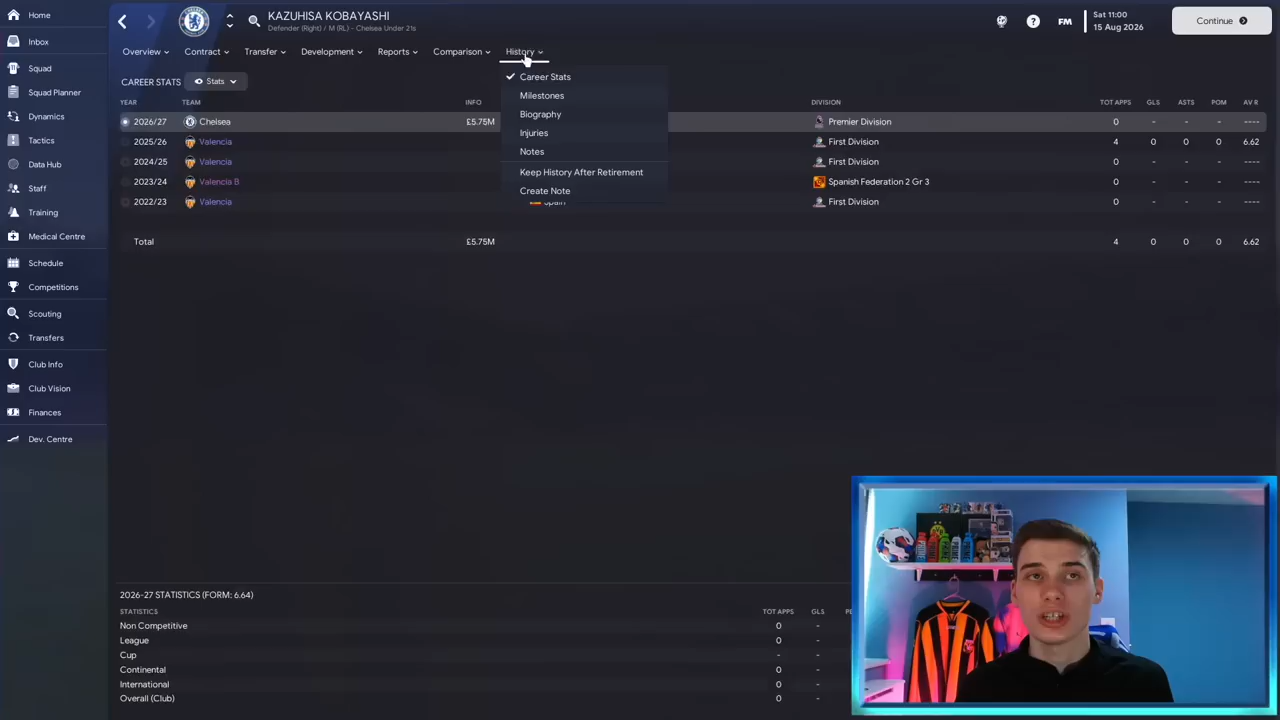 Home
Inbox
Squad
Squad Planner
Dynamics
Tactics
Data Hub
Staff
Training
Medical Centre
Schedule
Competitions
Scouting
Transfers
Club Info
Club Vision
Finances
Dev. Centre
KAZUHISA KOBAYASHI
Defender (Right) / M (RL) - Chelsea Under 21s
FM
Sat 11:00
15 Aug 2026
Continue
Overview Contract Transfer Development Reports Comparison History
CAREER STATS Stats
Career Stats
Milestones
Biography
Injuries
Notes
Keep History After Retirement
Create Note
YEAR TEAM INFO DIVISION TOT APPS GLS ASTS POM AV R
2026/27 Chelsea £5.75M Premier Division 0 - - - ----
2025/26 Valencia First Division 4 0 0 0 6.62
2024/25 Valencia First Division 0 - - - ----
2023/24 Valencia B Spanish Federation 2 Gr 3 0 - - - ----
2022/23 Valencia Spain First Division 0 - - - ----
Total £5.75M 4 0 0 0 6.62
2026-27 STATISTICS (FORM: 6.64)
STATISTICS TOT APPS GLS
Non Competitive 0 -
League 0 -
Cup - -
Continental 0 -
International 0 -
Overall (Club) 0 -